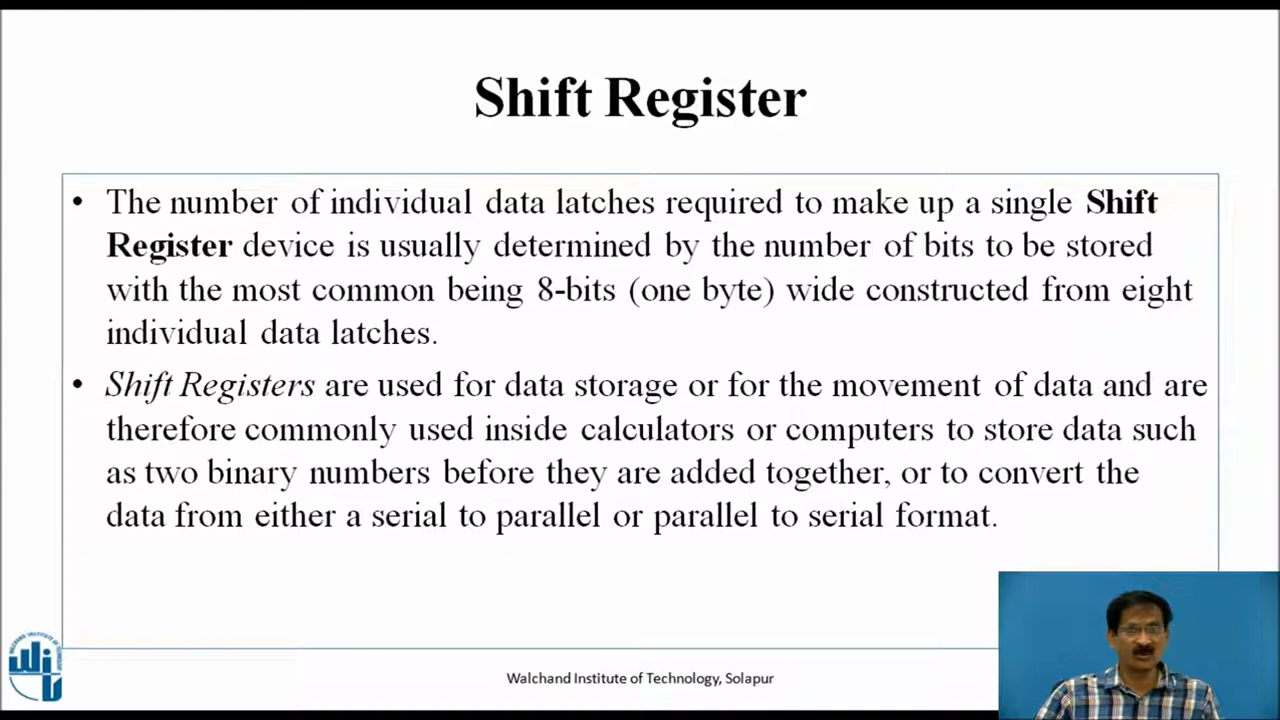 Shift Register
• The number of individual data latches required to make up a single Shift
Register device is usually determined by the number of bits to be stored
with the most common being 8-bits (one byte) wide constructed from eight
individual data latches.
• Shift Registers are used for data storage or for the movement of data and are
therefore commonly used inside calculators or computers to store data such
as two binary numbers before they are added together, or to convert the
data from either a serial to parallel or parallel to serial format.
Walchand Institute of Technology, Solapur